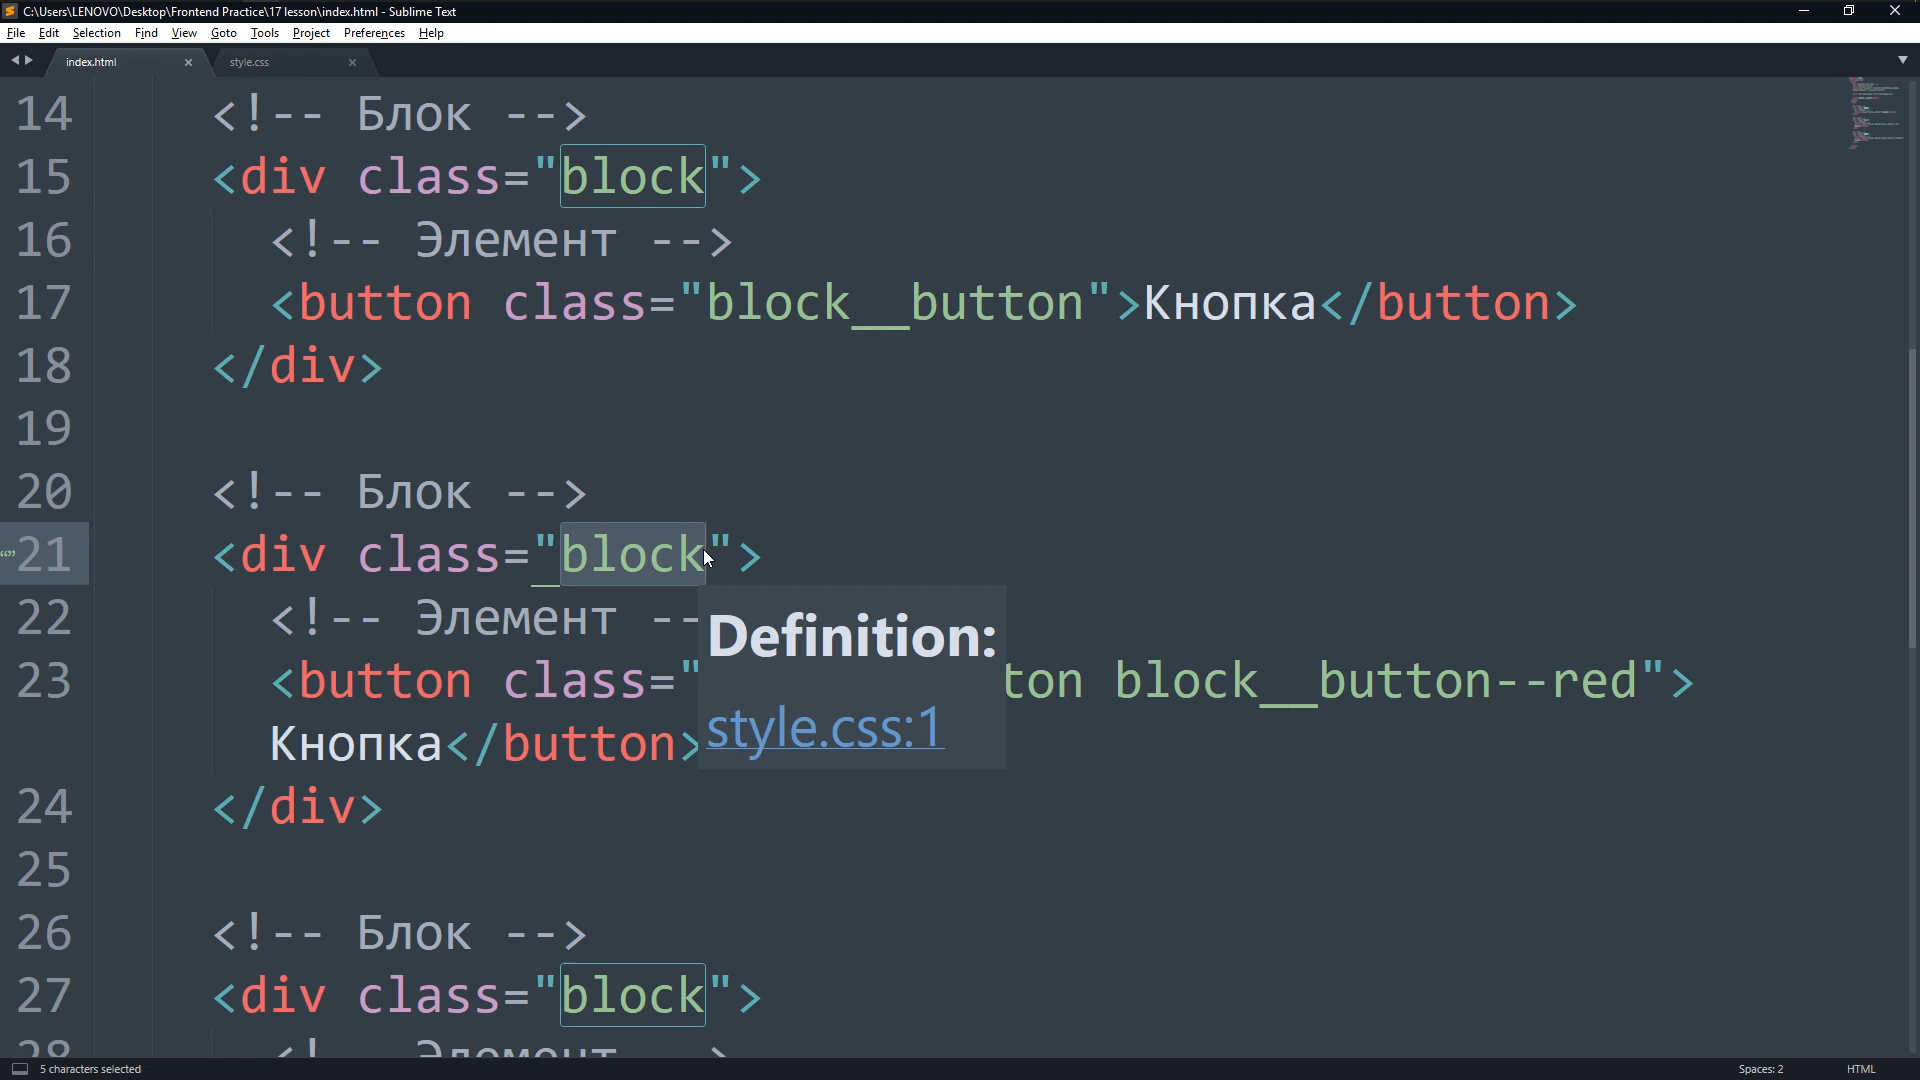 C:\Users\LENOVO\Desktop\Frontend Practice\17 lesson\index.html - Sublime Text
File Edit Selection Find View Goto Tools Project Preferences Help
index.html style.css
14 <!-- Блок -->
15 <div class="block">
16 <!-- Элемент -->
17 <button class="block__button">Кнопка</button>
18 </div>
19
20 <!-- Блок -->
21 <div class="block">
22 <!-- Элемент --
Definition:
23 <button class=" ton block__button--red">
style.css:1
Кнопка</button>
24 </div>
25
26 <!-- Блок -->
27 <div class="block">
28 <!-- Элемент -->
5 characters selected Spaces: 2 HTML